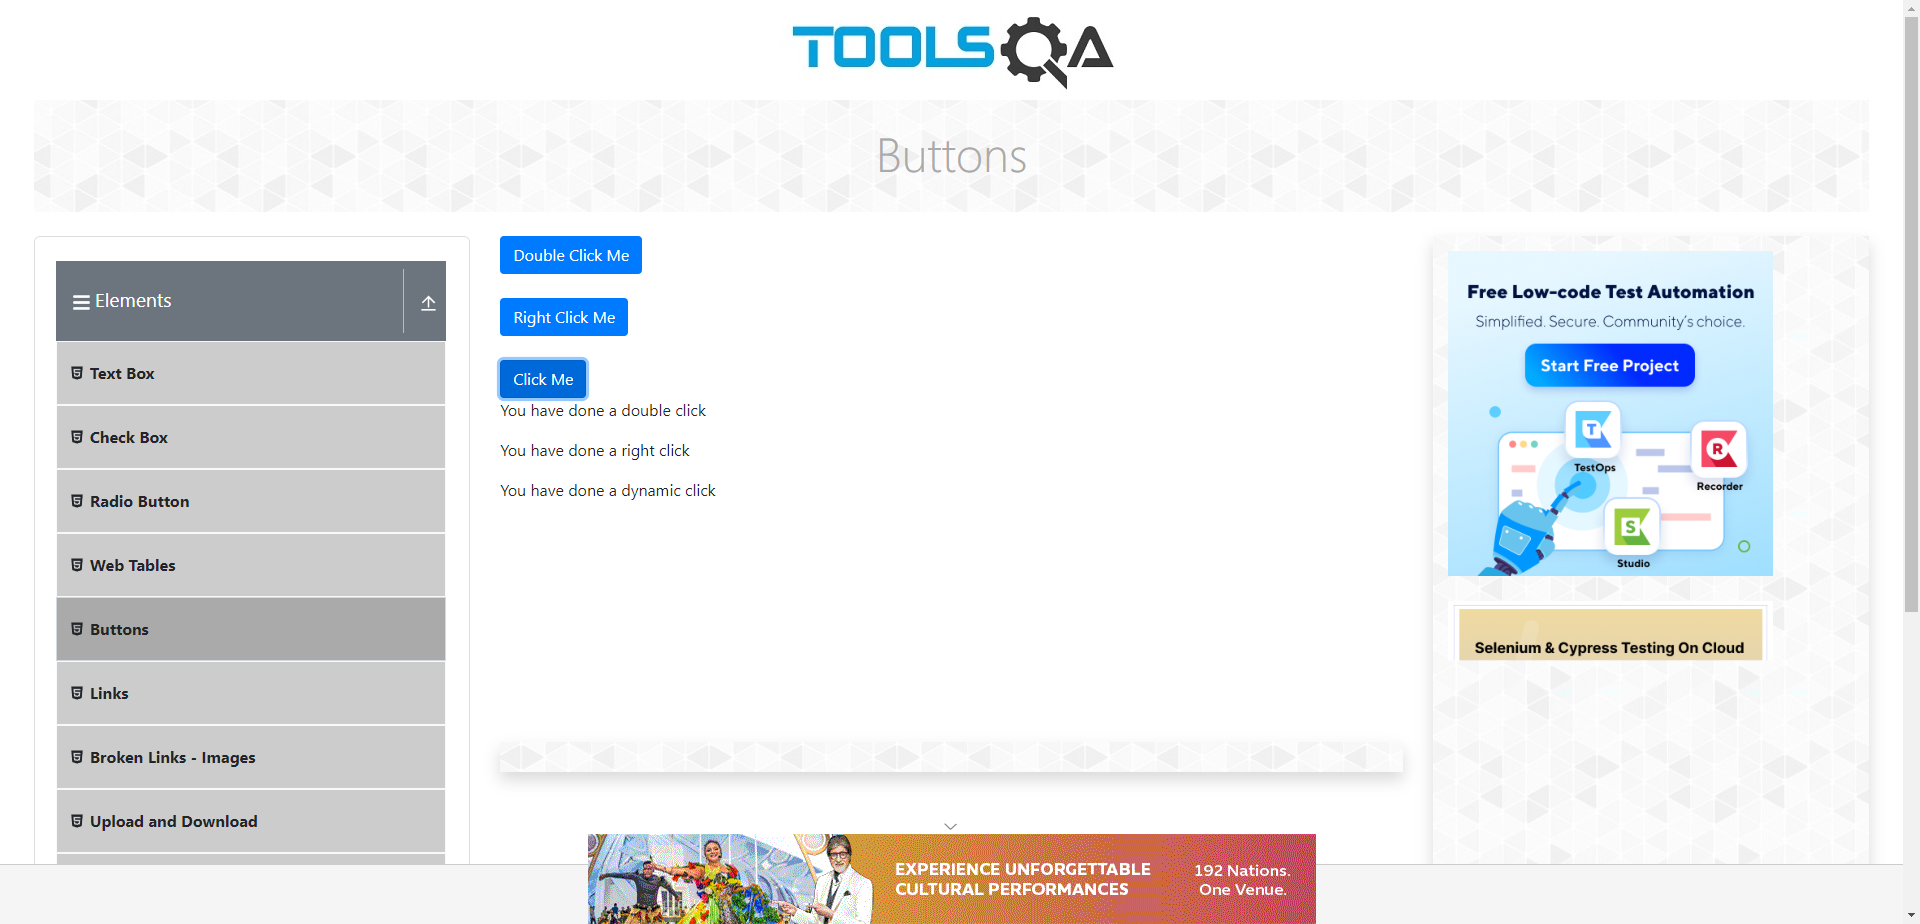 TOOLSQA
Buttons
Elements
Text Box
Check Box
Radio Button
Web Tables
Buttons
Links
Broken Links - Images
Upload and Download
Double Click Me
Right Click Me
Click Me
You have done a double click
You have done a right click
You have done a dynamic click
Free Low-code Test Automation
Simplified. Secure. Community's choice.
Start Free Project
T
TestOps
R
Recorder
S
Studio
Selenium & Cypress Testing On Cloud
EXPERIENCE UNFORGETTABLE
CULTURAL PERFORMANCES
192 Nations.
One Venue.